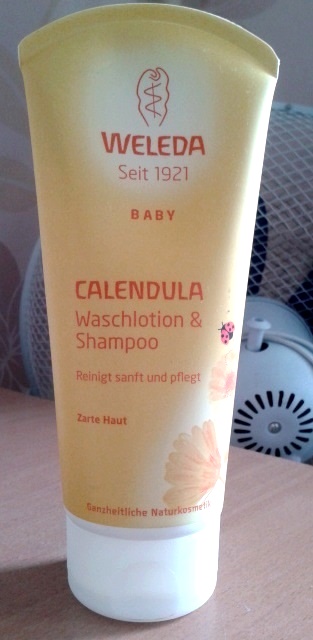 WELEDA
Seit 1921
BABY
CALENDULA
Waschlotion &
Shampoo
Reinigt sanft und pflegt
Zarte Haut
Ganzheitliche Naturkosmetik